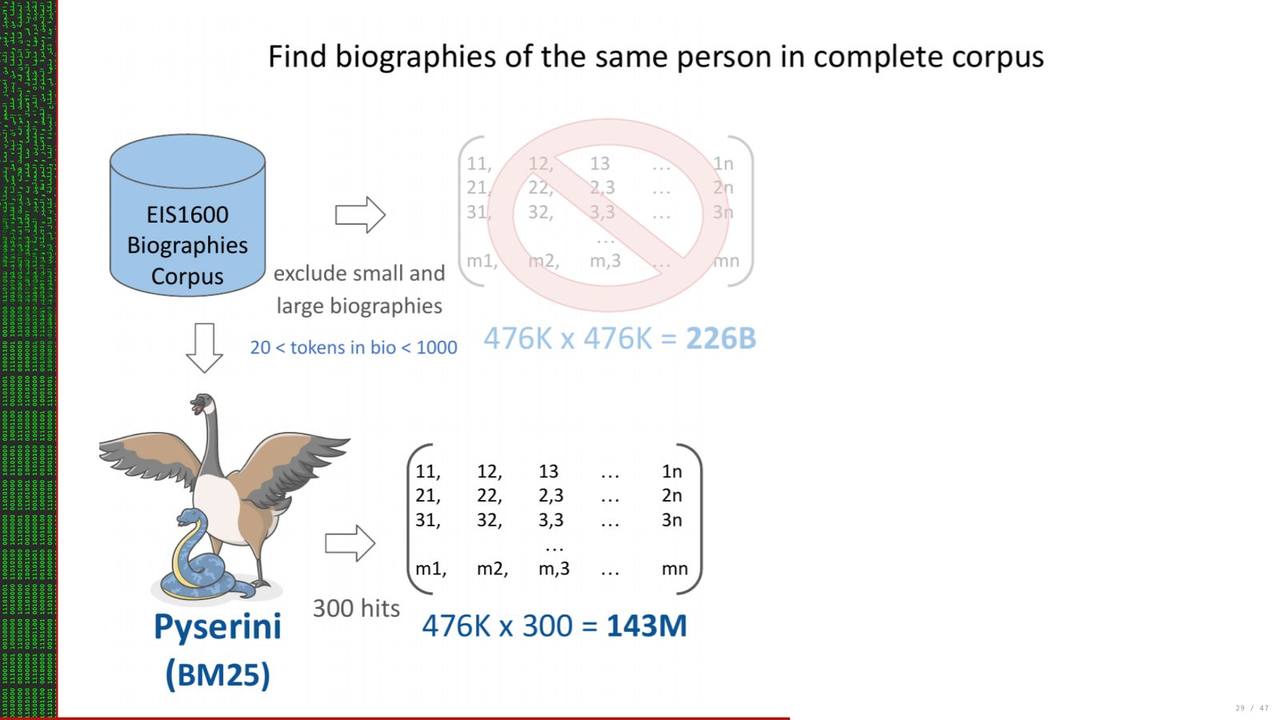 Find biographies of the same person in complete corpus
EIS1600
Biographies
Corpus
exclude small and
large biographies
20 < tokens in bio < 1000
11, 12, 13 … 1n
21, 22, 2,3 … 2n
31, 32, 3,3 … 3n
…
m1, m2, m,3 … mn
476K x 476K = 226B
Pyserini
(BM25)
300 hits
11, 12, 13 … 1n
21, 22, 2,3 … 2n
31, 32, 3,3 … 3n
…
m1, m2, m,3 … mn
476K x 300 = 143M
29 / 47